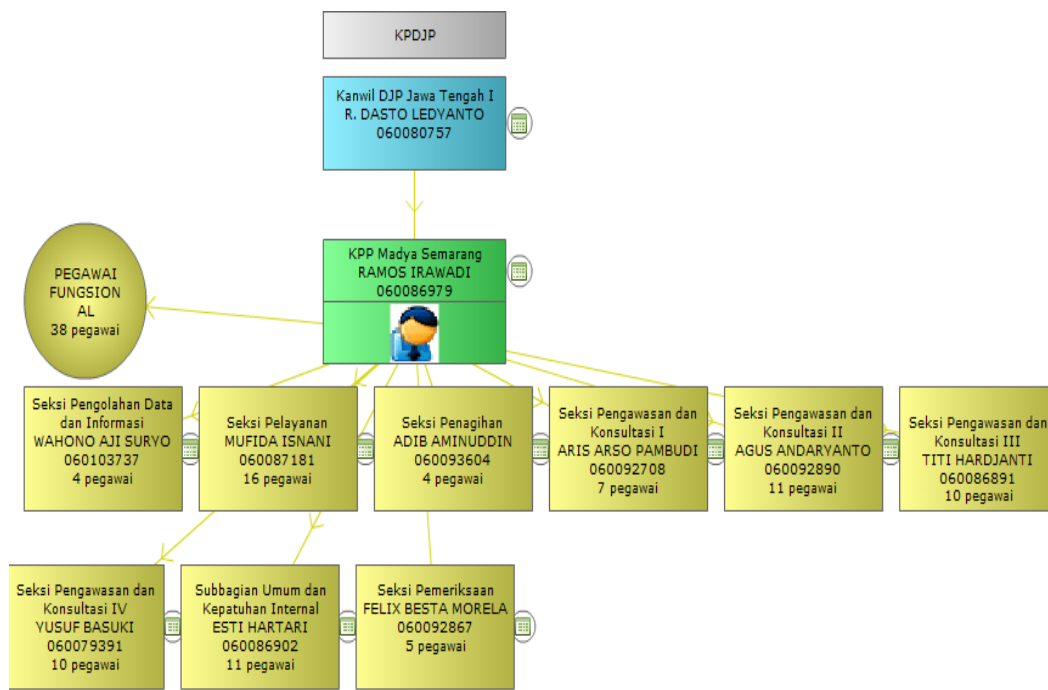 KPDJP
Kanwil DJP Jawa Tengah I
R. DASTO LEDYANTO
060080757
KPP Madya Semarang
RAMOS IRAWADI
060086979
PEGAWAI
FUNGSION
AL
38 pegawai
Seksi Pengolahan Data
dan Informasi
WAHONO AJI SURYO
060103737
4 pegawai
Seksi Pelayanan
MUFIDA ISNANI
060087181
16 pegawai
Seksi Penagihan
ADIB AMINUDDIN
060093604
4 pegawai
Seksi Pengawasan dan
Konsultasi I
ARIS ARSO PAMBUDI
060092708
7 pegawai
Seksi Pengawasan dan
Konsultasi II
AGUS ANDARYANTO
060092890
11 pegawai
Seksi Pengawasan dan
Konsultasi III
TITI HARDJANTI
060086891
10 pegawai
Seksi Pengawasan dan
Konsultasi IV
YUSUF BASUKI
060079391
10 pegawai
Subbagian Umum dan
Kepatuhan Internal
ESTI HARTARI
060086902
11 pegawai
Seksi Pemeriksaan
FELIX BESTA MORELA
060092867
5 pegawai